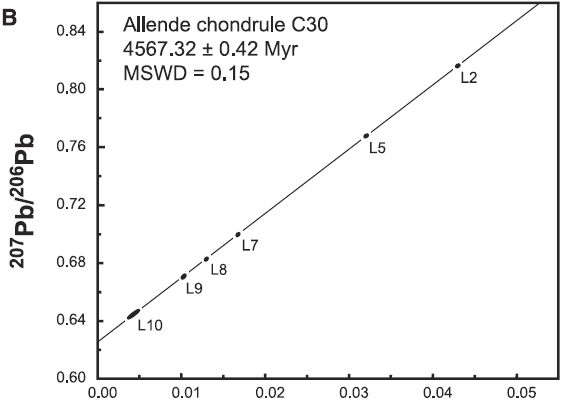 B
Allende chondrule C30
4567.32 ± 0.42 Myr
MSWD = 0.15
207Pb/206Pb
0.84
0.80
0.76
0.72
0.68
0.64
0.60
L2
L5
L7
L8
L9
L10
0.00 0.01 0.02 0.03 0.04 0.05